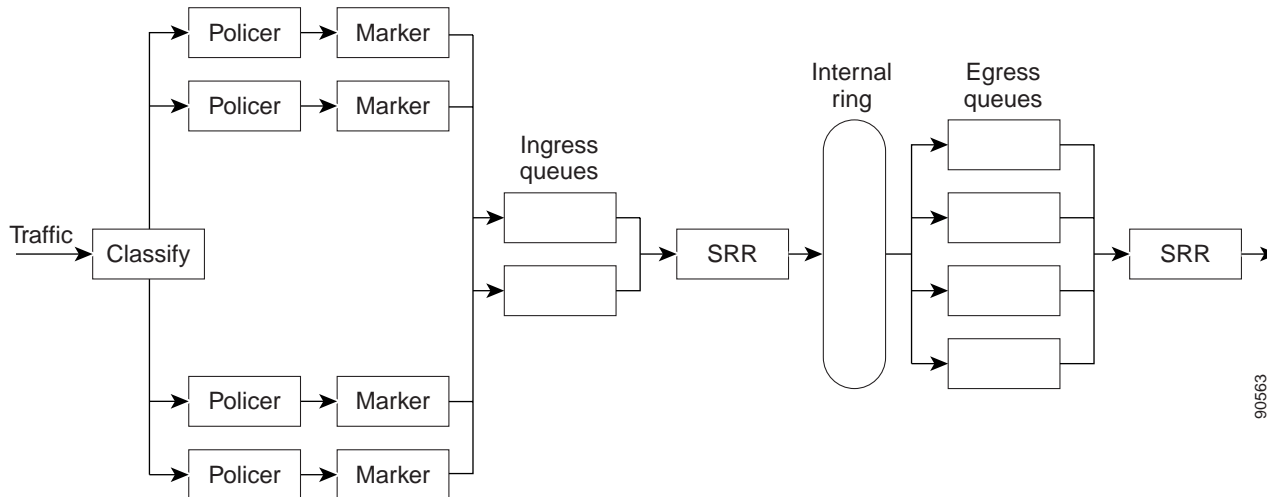 Policer
Marker
Policer
Marker
Internal
ring
Egress
queues
Ingress
queues
Traffic
Classify
SRR
SRR
Policer
Marker
Policer
Marker
90563